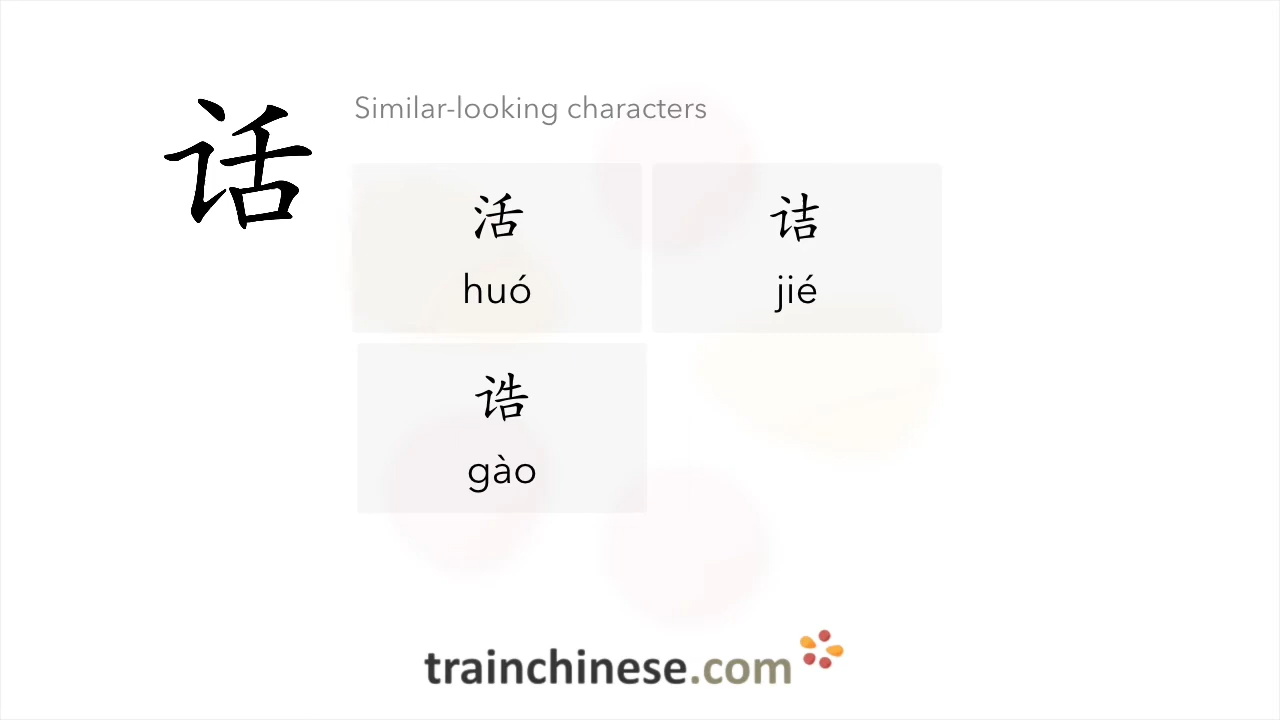 话
Similar-looking characters
活 诘
huó jié
诰
gào
trainchinese.com